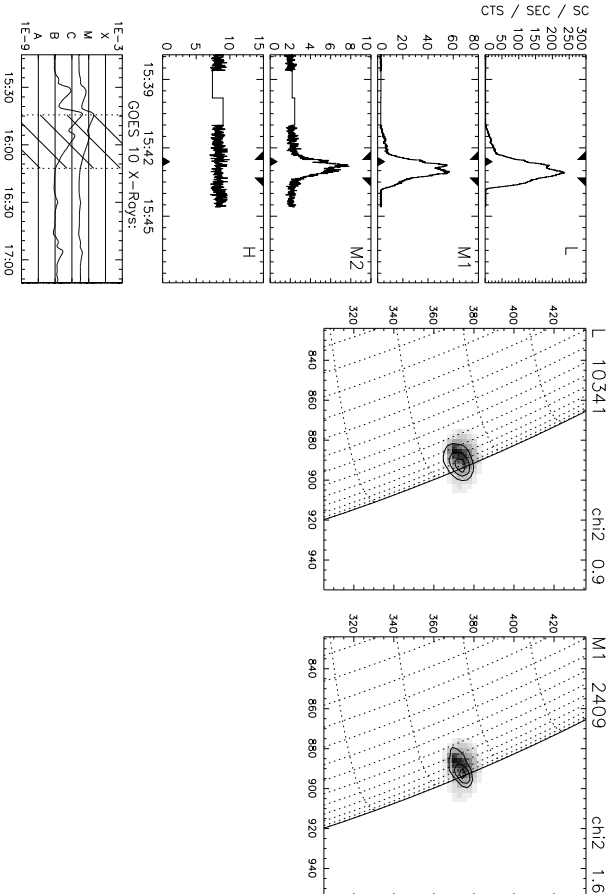 CTS / SEC / SC
300
250
200
150
100
50
L
80
60
40
20
0
M1
10
8
6
4
2
0
M2
15
10
5
0
H
15:39 15:42 15:45
GOES 10 X-Rays:
1E-3
X
M
C
B
A
1E-9
15:30 16:00 16:30 17:00
L 10341 chi2 0.9
420
400
380
360
340
320
840 860 880 900 920 940
M1 2409 chi2 1.6
420
400
380
360
340
320
840 860 880 900 920 940